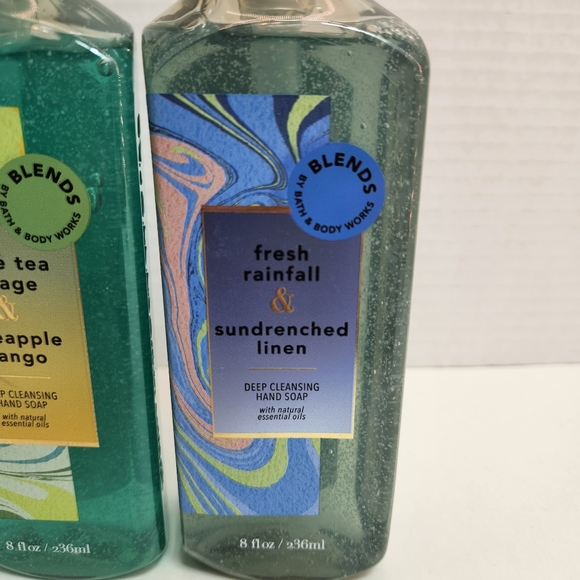 BLENDS
BY BATH & BODY WORKS
tea
&
ango
CLEANSING
HAND SOAP
with natural
essential oils
8 fl oz / 236ml
BLENDS
BY BATH & BODY WORKS
fresh
rainfall
&
sundrenched
linen
DEEP CLEANSING
HAND SOAP
with natural
essential oils
8 fl oz / 236ml